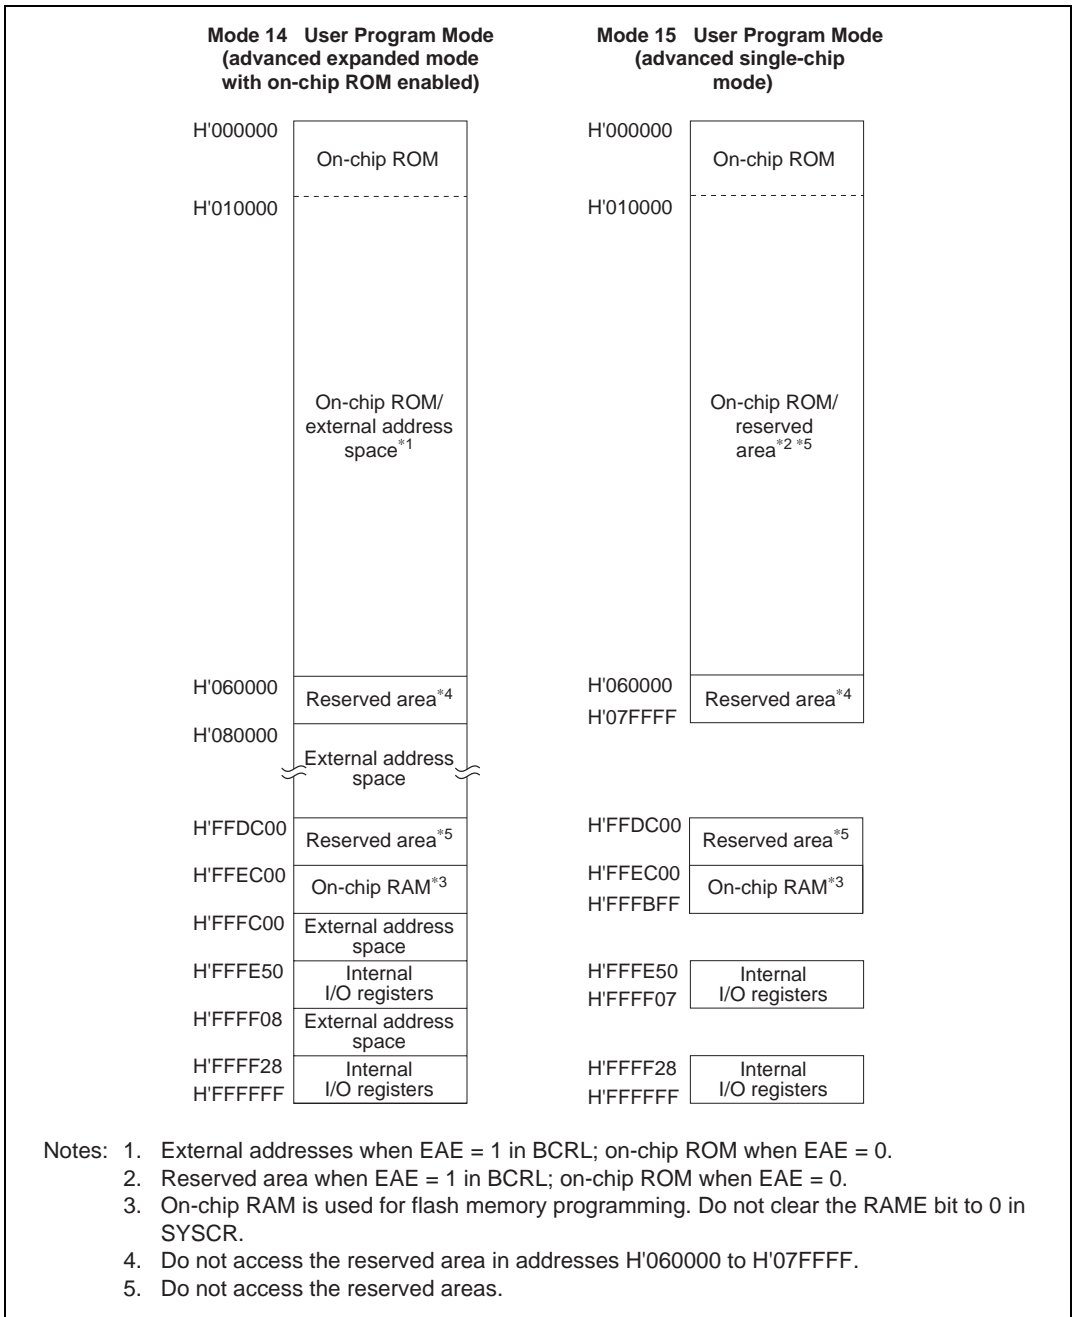 Mode 14 User Program Mode
(advanced expanded mode
with on-chip ROM enabled)
H'000000
On-chip ROM
H'010000
On-chip ROM/
external address
space*1
H'060000
Reserved area*4
H'080000
External address
space
H'FFDC00
Reserved area*5
H'FFEC00
On-chip RAM*3
H'FFFC00
External address
space
H'FFFE50
Internal
I/O registers
H'FFFF08
External address
space
H'FFFF28
Internal
I/O registers
H'FFFFFF
Mode 15 User Program Mode
(advanced single-chip
mode)
H'000000
On-chip ROM
H'010000
On-chip ROM/
reserved
area*2 *5
H'060000
Reserved area*4
H'07FFFF
H'FFDC00
Reserved area*5
H'FFEC00
On-chip RAM*3
H'FFFBFF
H'FFFE50
Internal
I/O registers
H'FFFF07
H'FFFF28
Internal
I/O registers
H'FFFFFF
Notes: 1. External addresses when EAE = 1 in BCRL; on-chip ROM when EAE = 0.
2. Reserved area when EAE = 1 in BCRL; on-chip ROM when EAE = 0.
3. On-chip RAM is used for flash memory programming. Do not clear the RAME bit to 0 in
SYSCR.
4. Do not access the reserved area in addresses H'060000 to H'07FFFF.
5. Do not access the reserved areas.